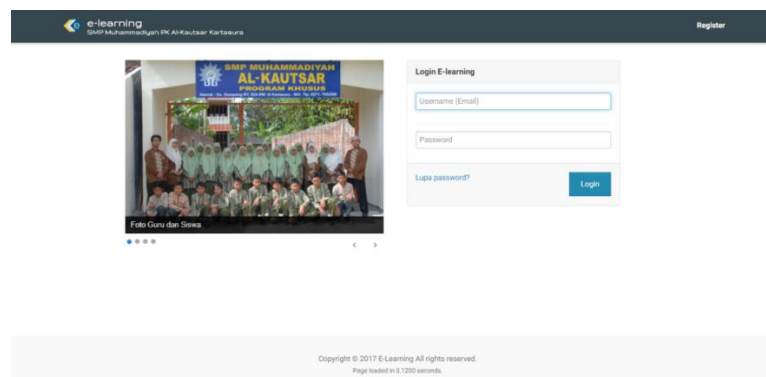 e-learning
SMP Muhammadiyah PK Al-Kautsar Kartasura
Register
SMP MUHAMMADIYAH
AL-KAUTSAR
PROGRAM KHUSUS
Foto Guru dan Siswa
Login E-learning
Username (Email)
Password
Lupa password?
Login
Copyright © 2017 E-Learning All rights reserved.
Page loaded in 0.1200 seconds.